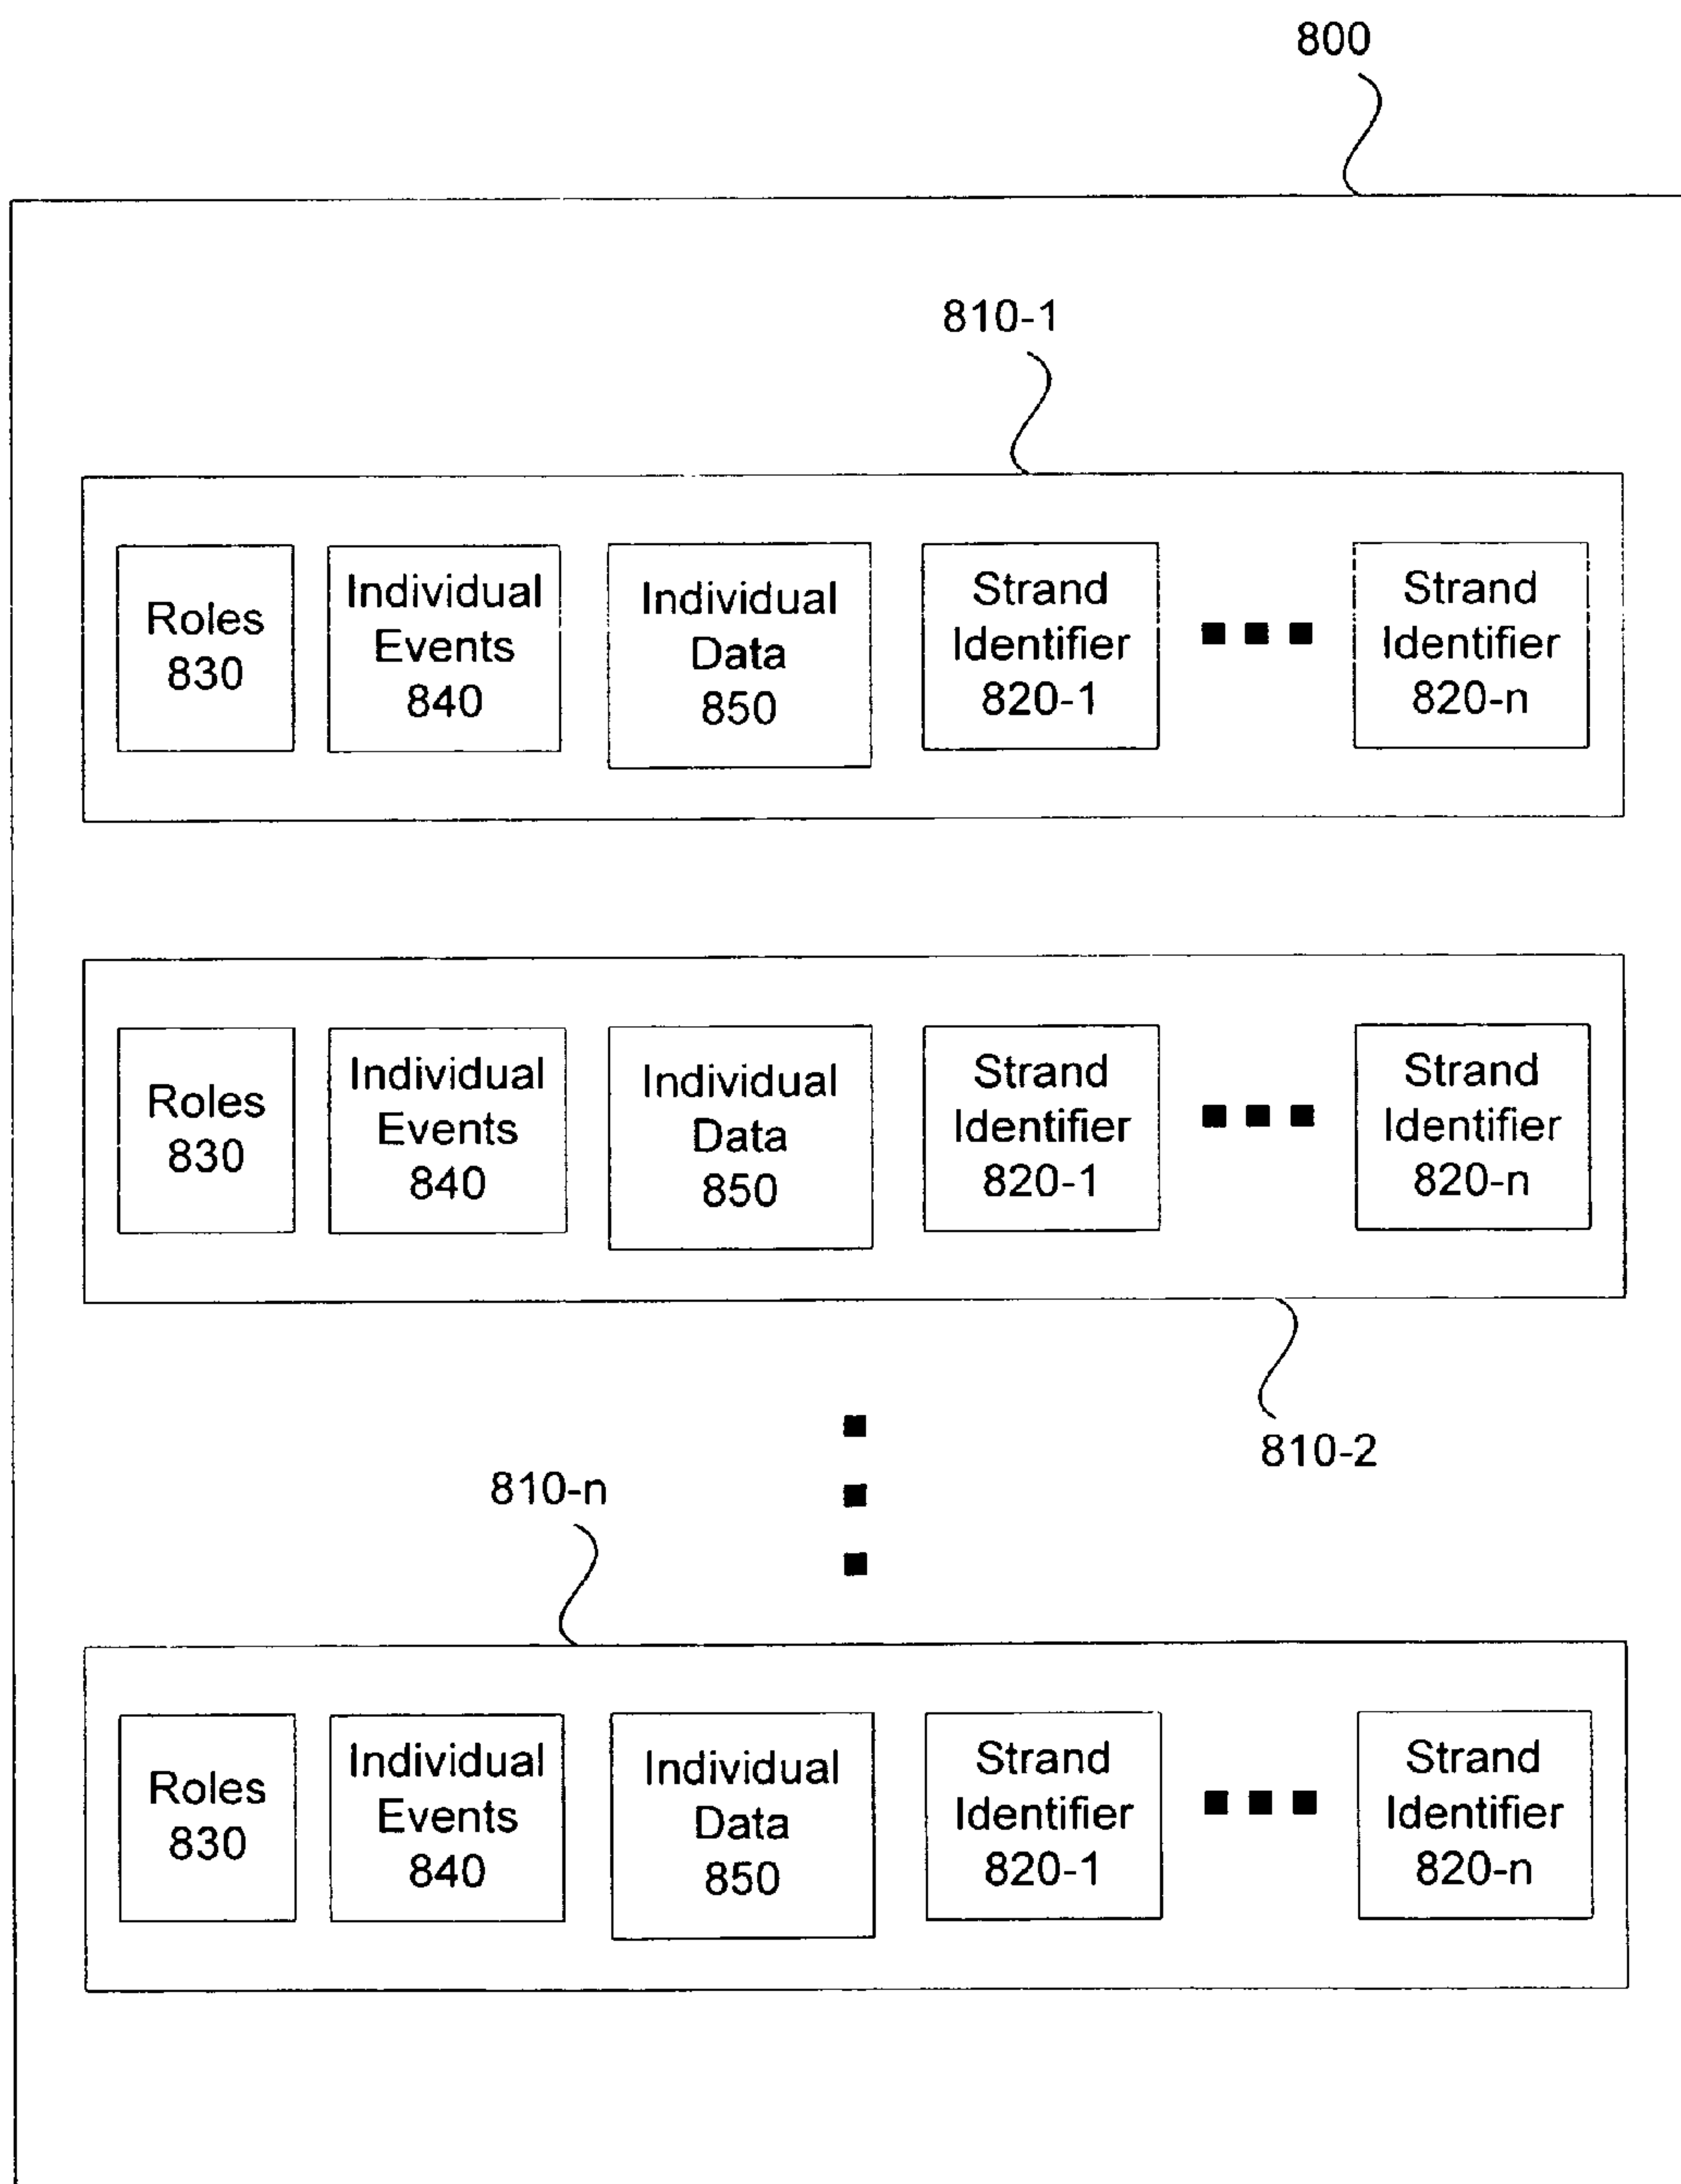 800
810-1
Roles
830
Individual
Events
840
Individual
Data
850
Strand
Identifier
820-1
Strand
Identifier
820-n
Roles
830
Individual
Events
840
Individual
Data
850
Strand
Identifier
820-1
Strand
Identifier
820-n
810-2
810-n
Roles
830
Individual
Events
840
Individual
Data
850
Strand
Identifier
820-1
Strand
Identifier
820-n